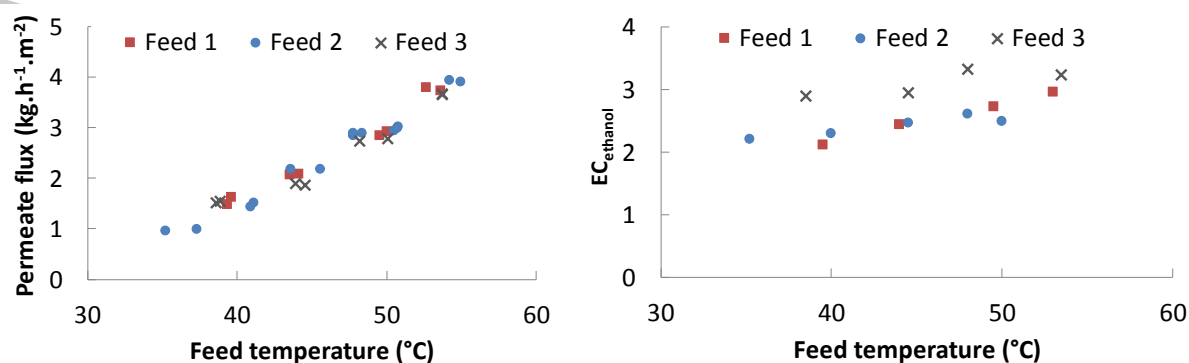 Permeate flux (kg.h⁻¹.m⁻²)
5
4
3
2
1
0
Feed 1 Feed 2 Feed 3
30 40 50 60
Feed temperature (°C)
EC_ethanol
4
3
2
1
0
Feed 1 Feed 2 Feed 3
30 40 50 60
Feed temperature (°C)